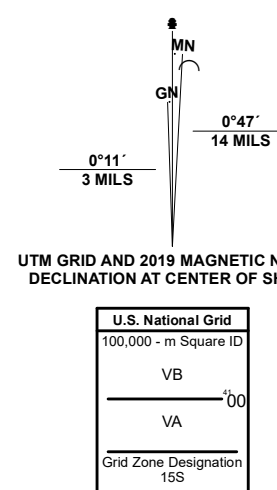 MN
GN
0°47´
14 MILS
0°11´
3 MILS
UTM GRID AND 2019 MAGNETIC
DECLINATION AT CENTER OF
U.S. National Grid
100,000 - m Square ID
VB
41 00
VA
Grid Zone Designation
15S